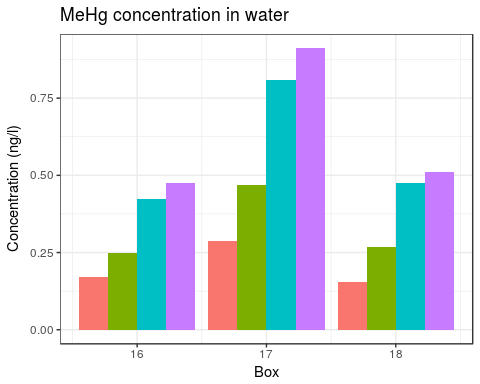 MeHg concentration in water
Concentration (ng/l)
0.75
0.50
0.25
0.00
16 17 18
Box